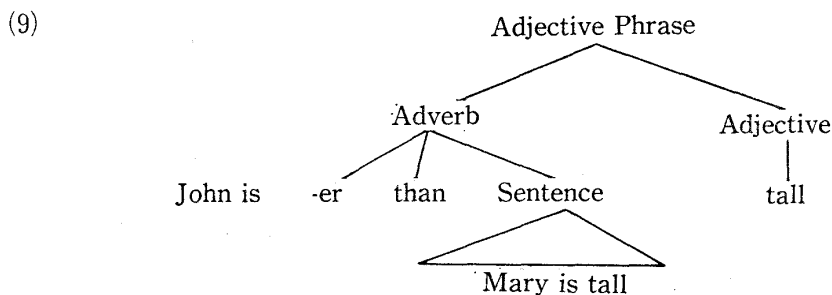 (9) Adjective Phrase
Adverb Adjective
John is -er than Sentence tall
Mary is tall